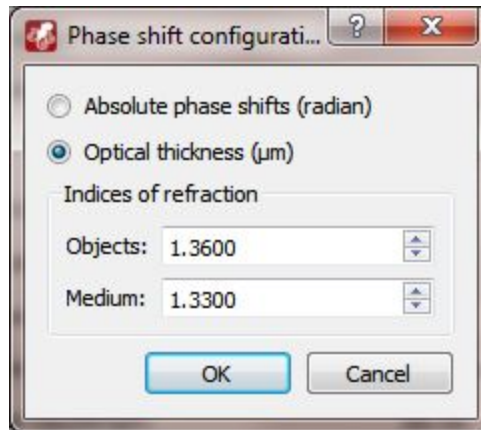 Phase shift configurati...
Absolute phase shifts (radian)
Optical thickness (µm)
Indices of refraction
Objects: 1.3600
Medium: 1.3300
OK Cancel